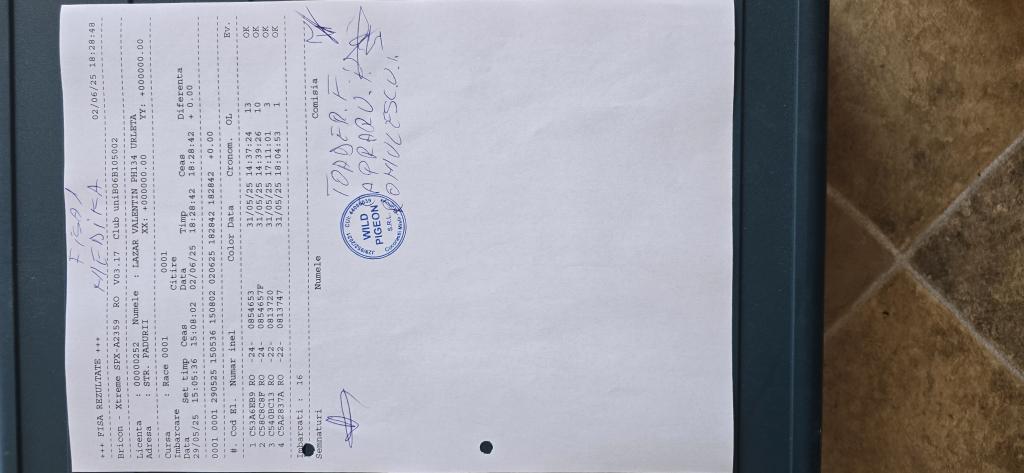 FISA 1
MIEDIKA
+++ FISA REZULTATE +++ 02/06/25 18:28:48
Bricon - Xtreme SPX-A2359 RO V03.17 Club uniB06B105002
Licenta : 00000252 Numele : LAZAR VALENTIN PH134 URLETA
Adresa : STR. PADURII XX: +000000.00 YY: +000000.00
Cursa : Race 0001 0001
Imbarcare Citire
Data Set timp Ceas Data Timp Ceas Diferenta
29/05/25 15:05:36 15:08:02 02/06/25 18:28:42 18:28:42 + 0.00
0001 0001 290525 150536 150802 020625 182842 182842 +0.00
# Cod El. Numar inel Color Data Cronom. OL Ev.
1 C53A6EB9 RO -24- 0854653 31/05/25 14:37:24 13 OK
2 C58C8C8F RO -24- 0854657F 31/05/25 14:39:26 10 OK
3 C540BC13 RO -22- 0813720 31/05/25 17:11:01 3 OK
4 C5A2837A RO -22- 0813747 31/05/25 18:04:53 1 OK
Imbarcati : 16
Semnaturi Numele Comisia
TOADER.F.
WILD
PIGEON
S.R.L.